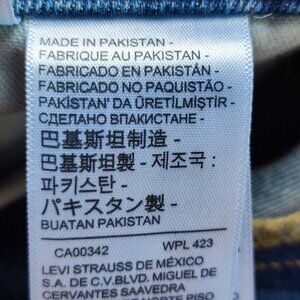 MADE IN PAKISTAN -
FABRIQUE AU PAKISTAN -
FABRICADO EN PAKISTÁN -
FABRICADO NO PAQUISTÃO -
PAKİSTAN' DA ÜRETİLMİŞTİR -
СДЕЛАНО ВПАКИСТАНЕ -
巴基斯坦制造 -
巴基斯坦製 - 제조국 :
파키스탄 -
パキスタン製 -
BUATAN PAKISTAN
CA00342 WPL 423
LEVI STRAUSS DE MÉXICO
S.A. DE C.V.BLVD. MIGUEL DE
CERVANTES SAAVEDRA
NORTE PISO